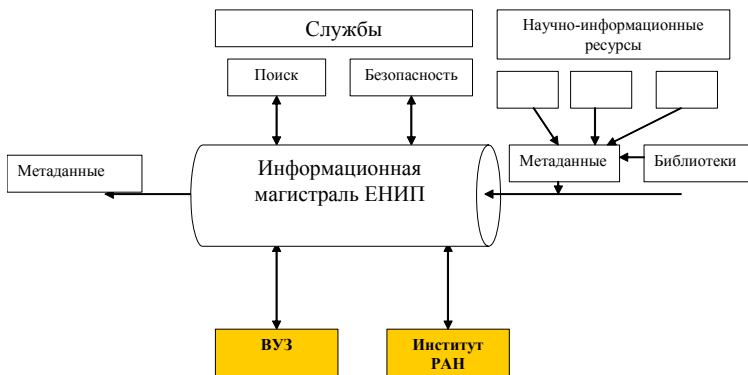 Службы
Научно-информационные
ресурсы
Поиск
Безопасность
Метаданные
Информационная
магистраль ЕНИП
Метаданные
Библиотеки
ВУЗ
Институт
РАН